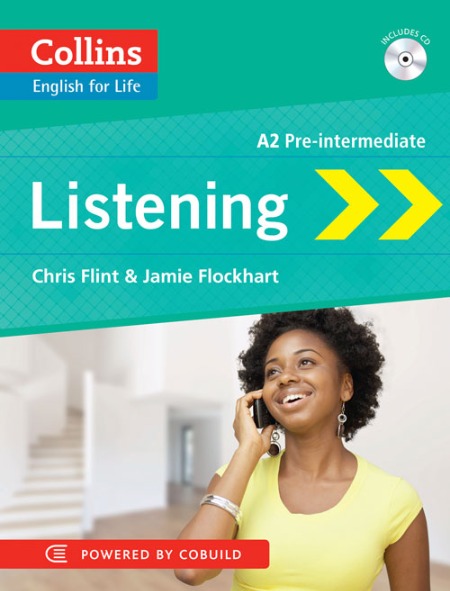 Collins
English for Life
INCLUDES CD
A2 Pre-intermediate
Listening
Chris Flint & Jamie Flockhart
POWERED BY COBUILD